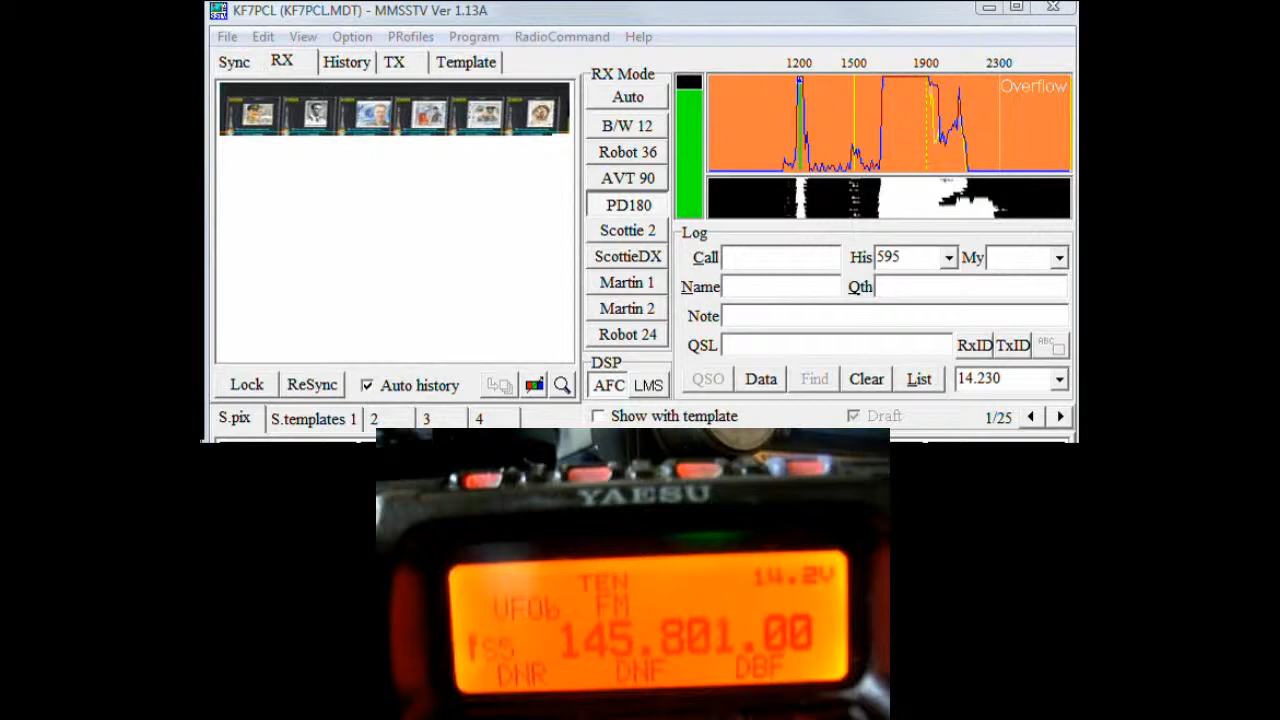 KF7PCL (KF7PCL.MDT) - MMSSTV Ver 1.13A
File Edit View Option PRofiles Program RadioCommand Help
Sync RX History TX Template
RX Mode
Auto
B/W 12
Robot 36
AVT 90
PD180
Scottie 2
ScottieDX
Martin 1
Martin 2
Robot 24
DSP
AFC LMS
1200 1500 1900 2300
Overflow
Log
Call His 595 My
Name Qth
Note
QSL RxID TxID ABC
QSO Data Find Clear List 14.230
Lock ReSync Auto history
S.pix S.templates 1 2 3 4
Show with template Draft 1/25
YAESU
TEN 14.2V
VFOb FM
ISS 145.801.00
DNR DNF DBF